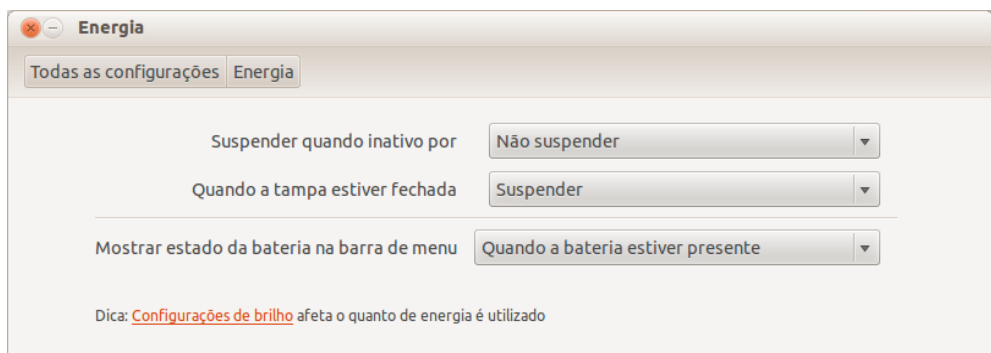 Energia
Todas as configurações Energia
Suspender quando inativo por Não suspender
Quando a tampa estiver fechada Suspender
Mostrar estado da bateria na barra de menu Quando a bateria estiver presente
Dica: Configurações de brilho afeta o quanto de energia é utilizado